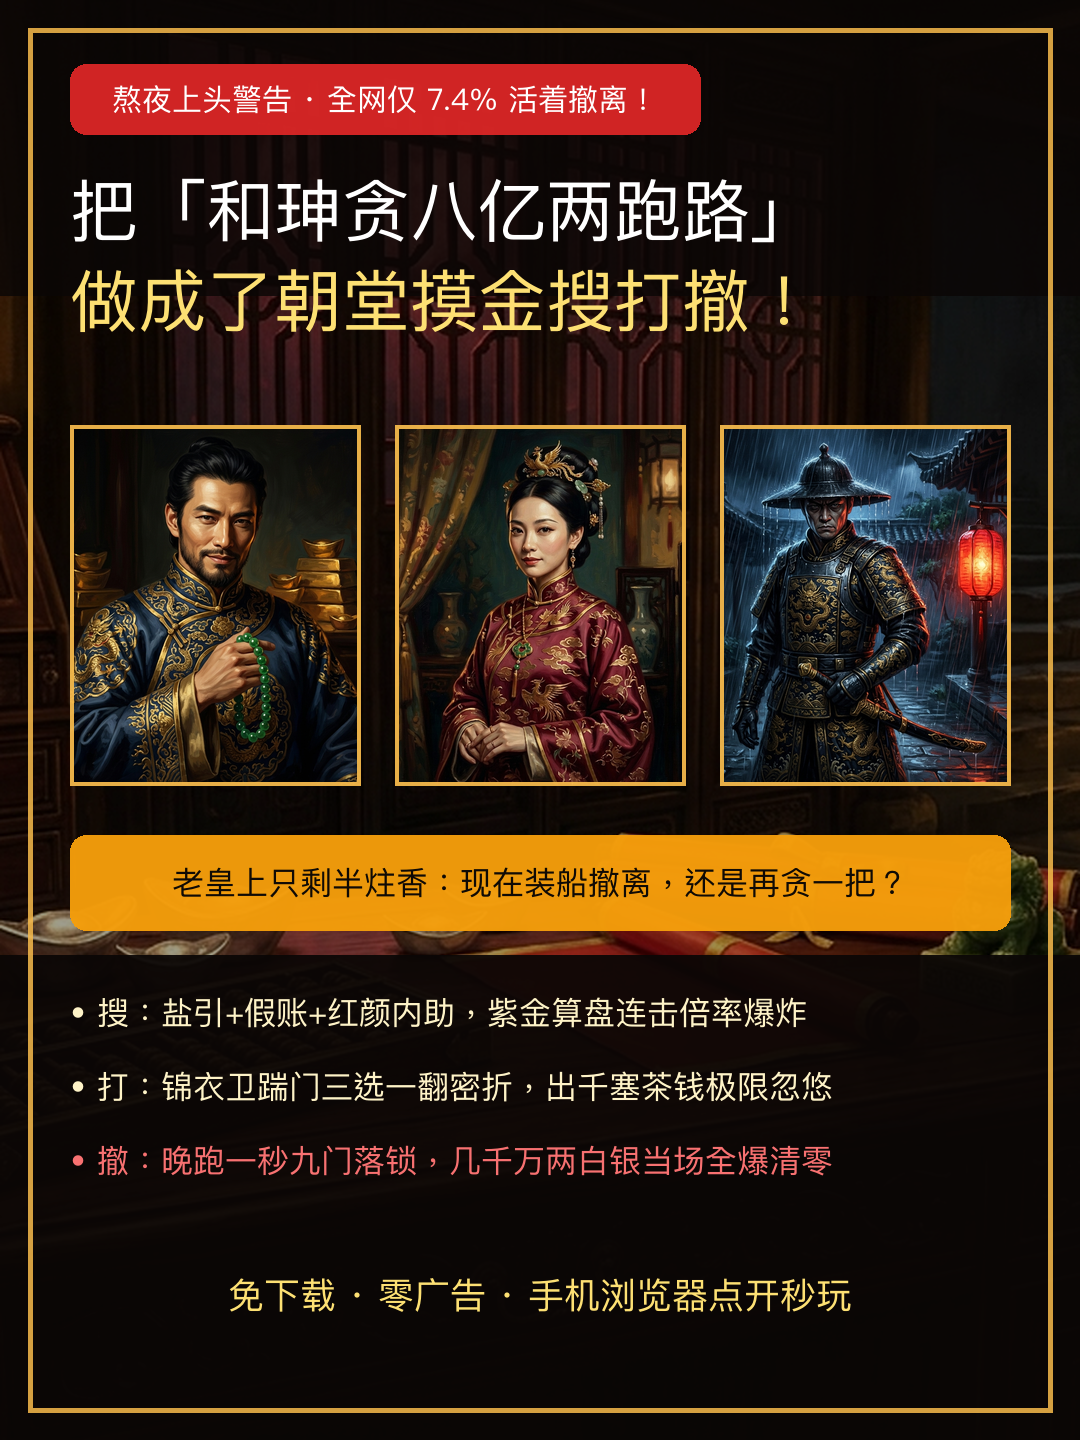 熬夜上头警告 · 全网仅 7.4% 活着撤离！
把「和珅贪八亿两跑路」
做成了朝堂摸金搜打撤！
老皇上只剩半炷香：现在装船撤离，还是再贪一把？
• 搜：盐引+假账+红颜内助，紫金算盘连击倍率爆炸
• 打：锦衣卫踹门三选一翻密折，出千塞茶钱极限忽悠
• 撤：晚跑一秒九门落锁，几千万两白银当场全爆清零
免下载 · 零广告 · 手机浏览器点开秒玩